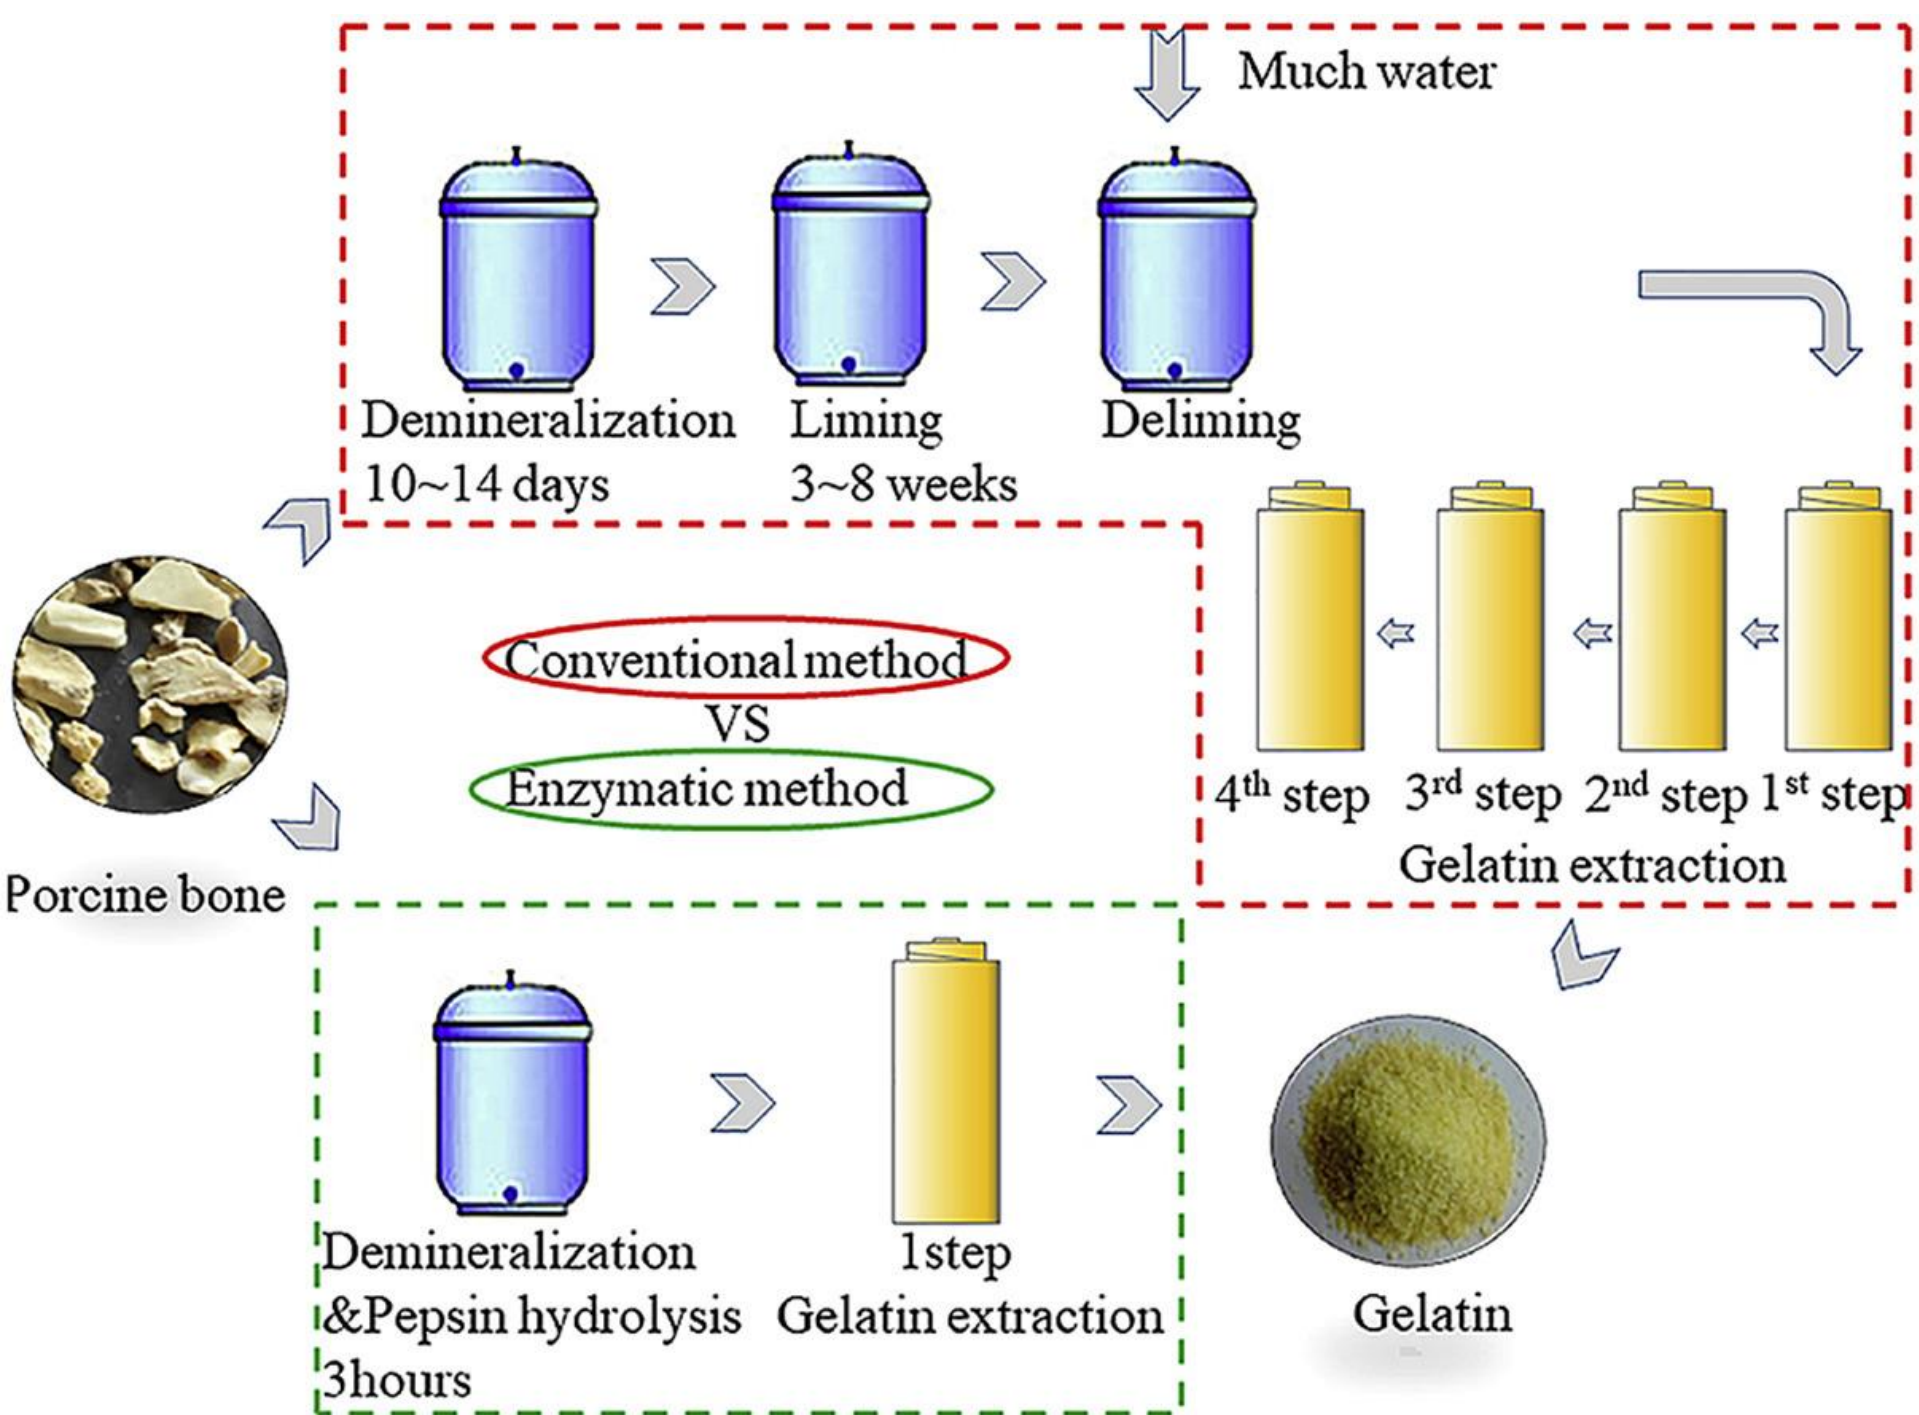 Much water
Demineralization
10~14 days
Liming
3~8 weeks
Deliming
Porcine bone
Conventional method
VS
Enzymatic method
4th step
3rd step
2nd step
1st step
Gelatin extraction
Demineralization
&Pepsin hydrolysis
3hours
1step
Gelatin extraction
Gelatin